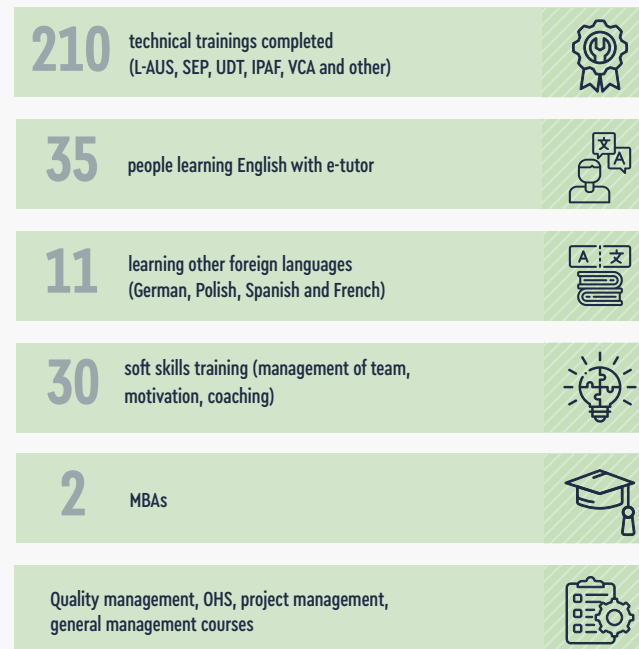 210
technical trainings completed
(L-AUS, SEP, UDT, IPAF, VCA and other)
35
people learning English with e-tutor
文
A
11
learning other foreign languages
(German, Polish, Spanish and French)
A 文
30
soft skills training (management of team,
motivation, coaching)
2
MBAs
Quality management, OHS, project management,
general management courses